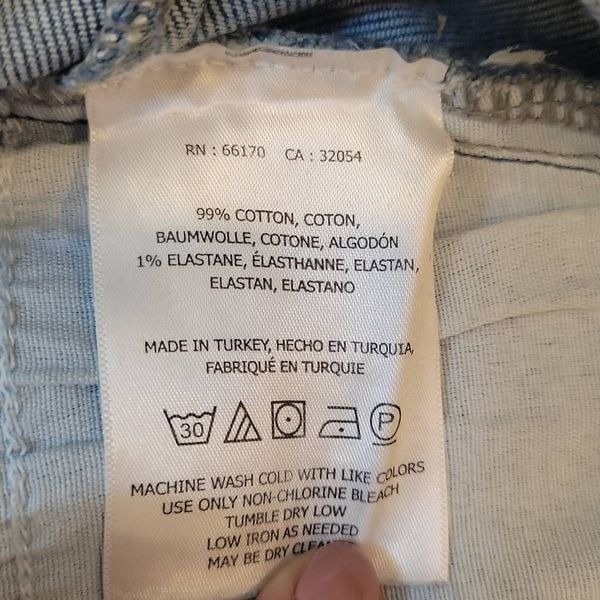 RN : 66170 CA : 32054
99% COTTON, COTON,
BAUMWOLLE, COTONE, ALGODÓN
1% ELASTANE, ÉLASTHANNE, ELASTAN,
ELASTAN, ELASTANO
MADE IN TURKEY, HECHO EN TURQUIA
FABRIQUÉ EN TURQUIE
30 P
MACHINE WASH COLD WITH LIKE COLORS
USE ONLY NON-CHLORINE BLEACH
TUMBLE DRY LOW
LOW IRON AS NEEDED
MAY BE DRY